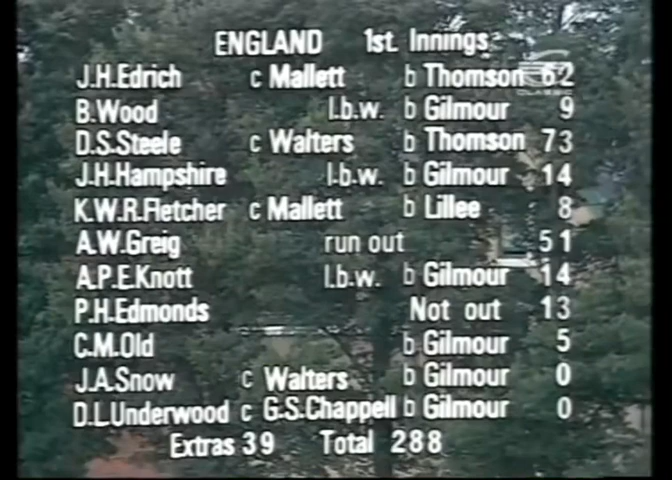 ENGLAND 1st. Innings
J.H.Edrich c Mallett b Thomson 62
CLASSIC
B.Wood l.b.w. b Gilmour 9
D.S.Steele c Walters b Thomson 73
J.H.Hampshire l.b.w. b Gilmour 14
K.W.R.Fletcher c Mallett b Lillee 8
A.W.Greig run out 51
A.P.E.Knott l.b.w. b Gilmour 14
P.H.Edmonds Not out 13
C.M.Old b Gilmour 5
J.A.Snow c Walters b Gilmour 0
D.L.Underwood c G.S.Chappell b Gilmour 0
Extras 39 Total 288